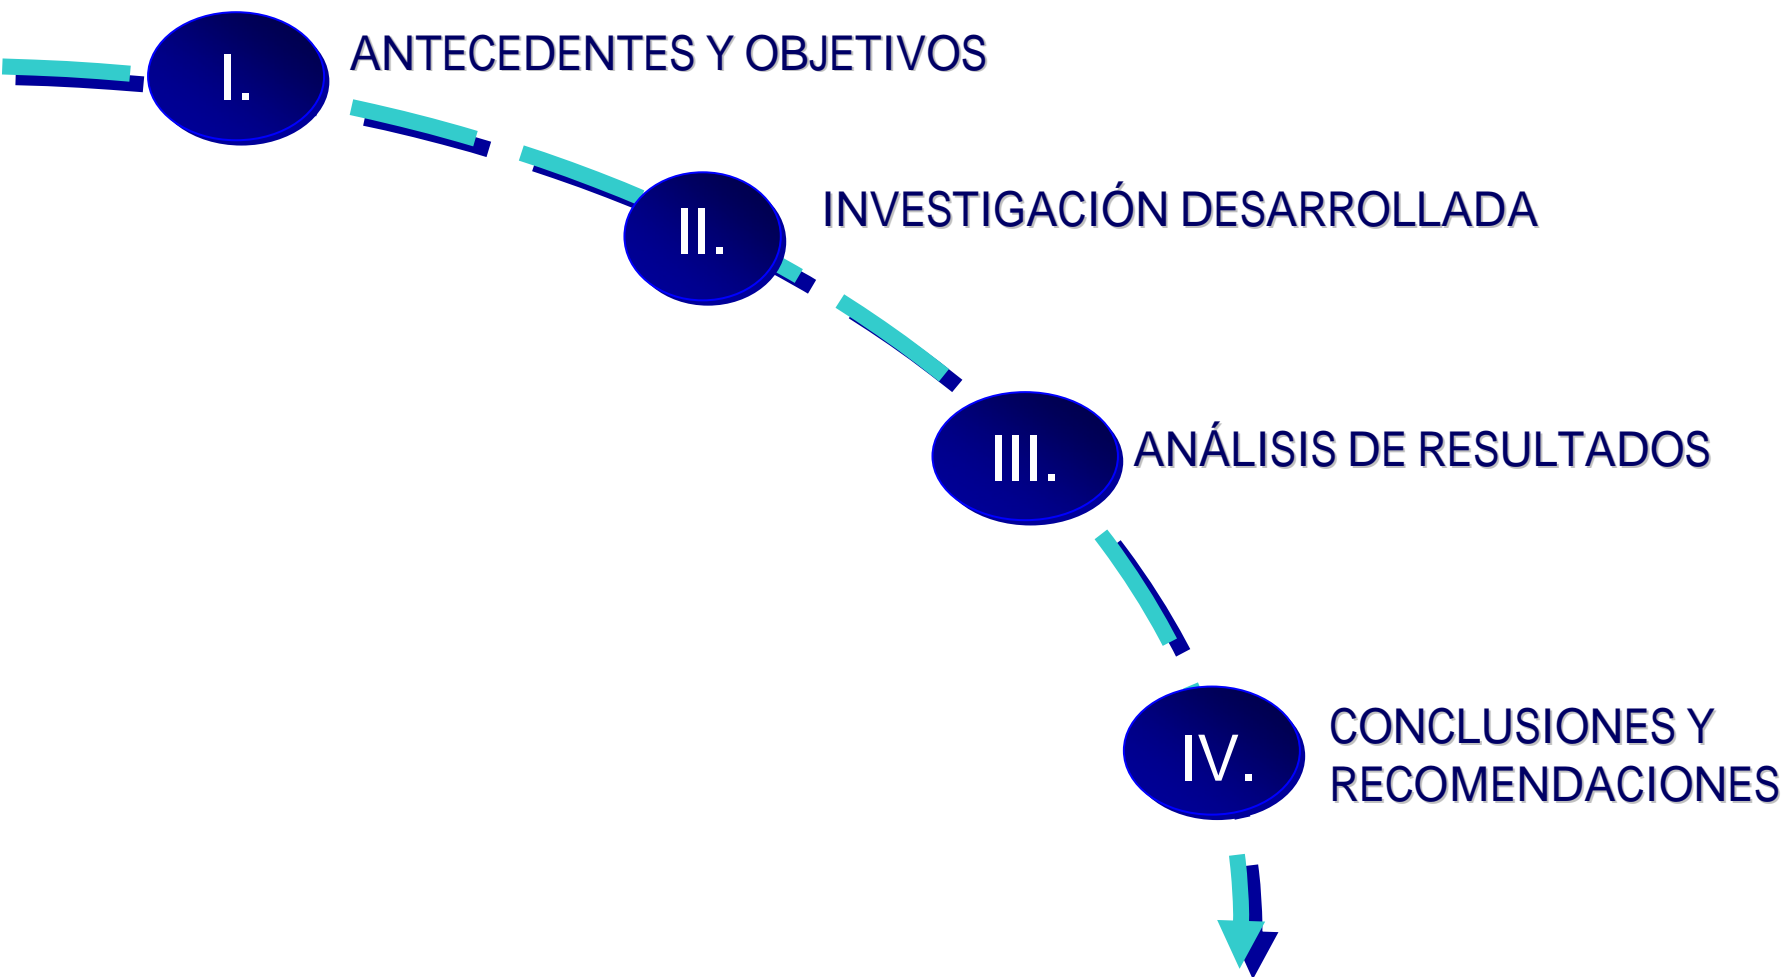 I.
ANTECEDENTES Y OBJETIVOS
II.
INVESTIGACIÓN DESARROLLADA
III.
ANÁLISIS DE RESULTADOS
IV.
CONCLUSIONES Y
RECOMENDACIONES